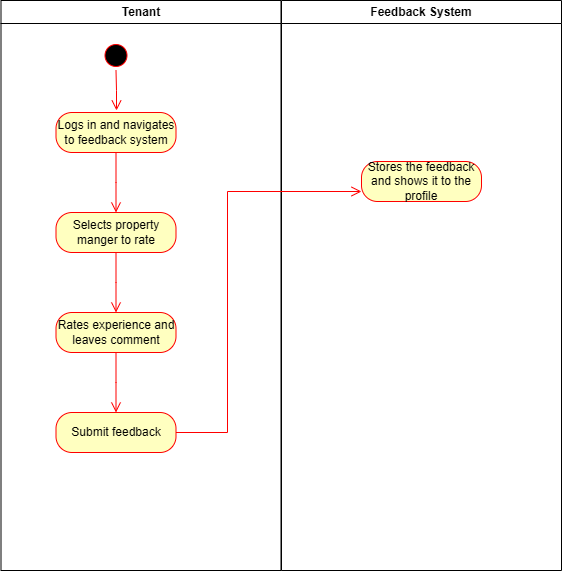 Tenant
Feedback System
Logs in and navigates
to feedback system
Selects property
manger to rate
Rates experience and
leaves comment
Submit feedback
Stores the feedback
and shows it to the
profile